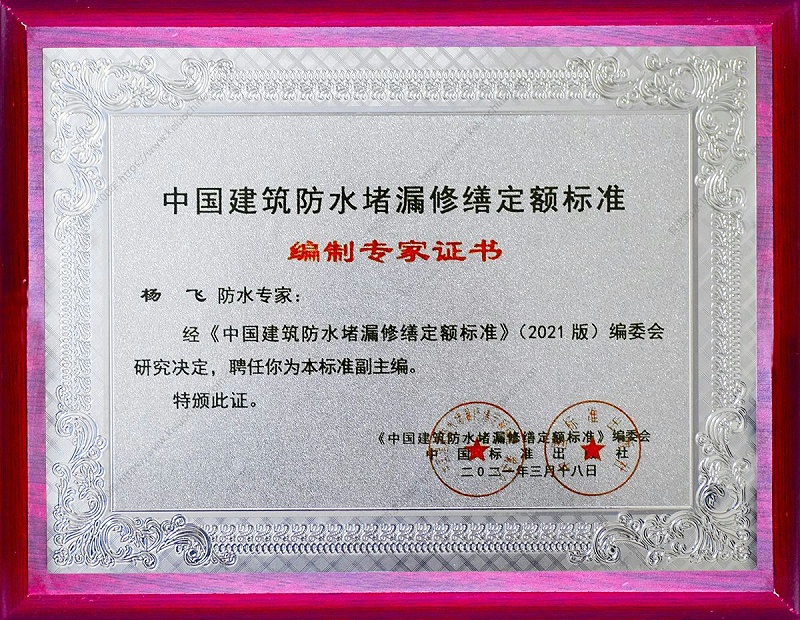 中国建筑防水堵漏修缮定额标准
编制专家证书
杨 飞 防水专家：
经《中国建筑防水堵漏修缮定额标准》（2021 版）编委会
研究决定，聘任你为本标准副主编。
特颁此证。
《中国建筑防水堵漏修缮定额标准》编委会
中国标准出版社
二〇二一年三月十八日